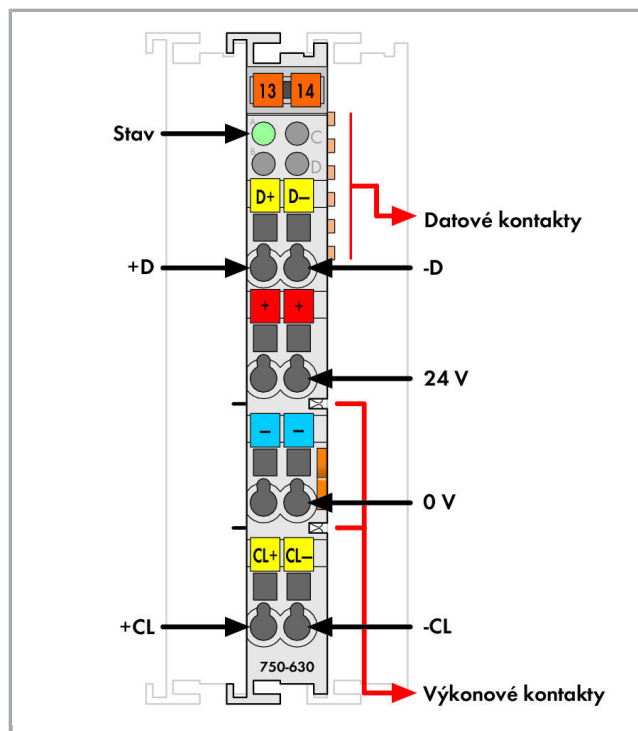 13 14
Stav
A C
B D
D+ D−
Datové kontakty
+D -D
+ +
24 V
− −
0 V
CL+ CL−
+CL -CL
750-630
Výkonové kontakty